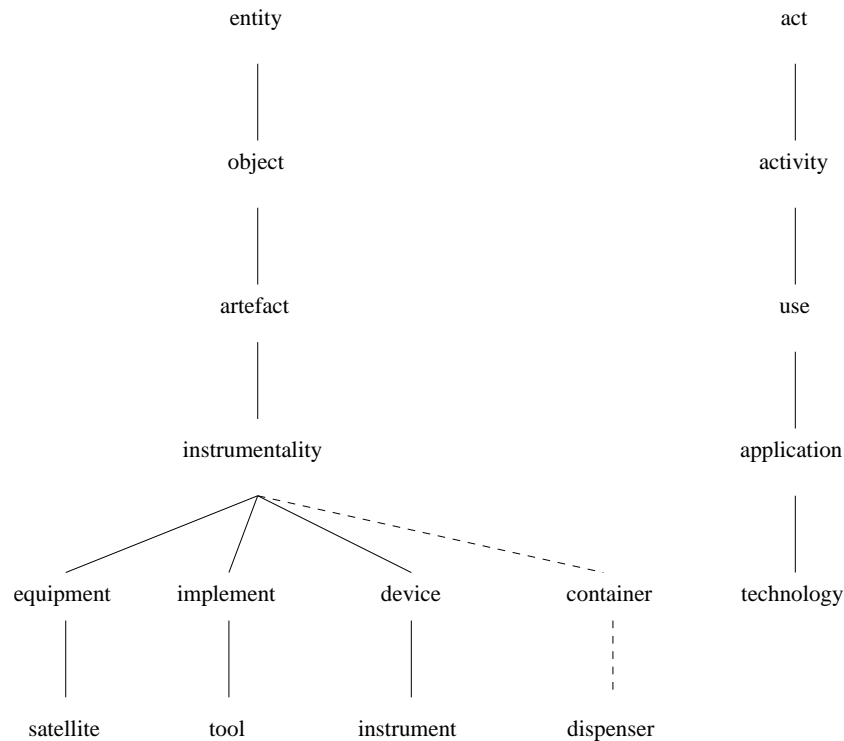 entity act
object activity
artefact use
instrumentality application
equipment implement device container technology
satellite tool instrument dispenser